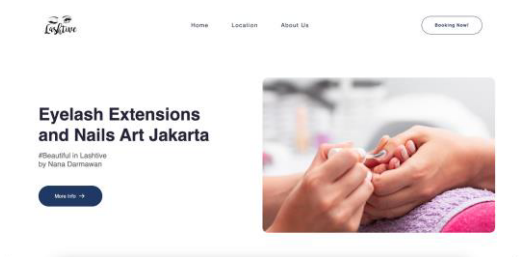 Lashtive
Home
Location
About Us
Booking Now!
Eyelash Extensions
and Nails Art Jakarta
#Beautiful in Lashtive
by Nana Darmawan
More Info →